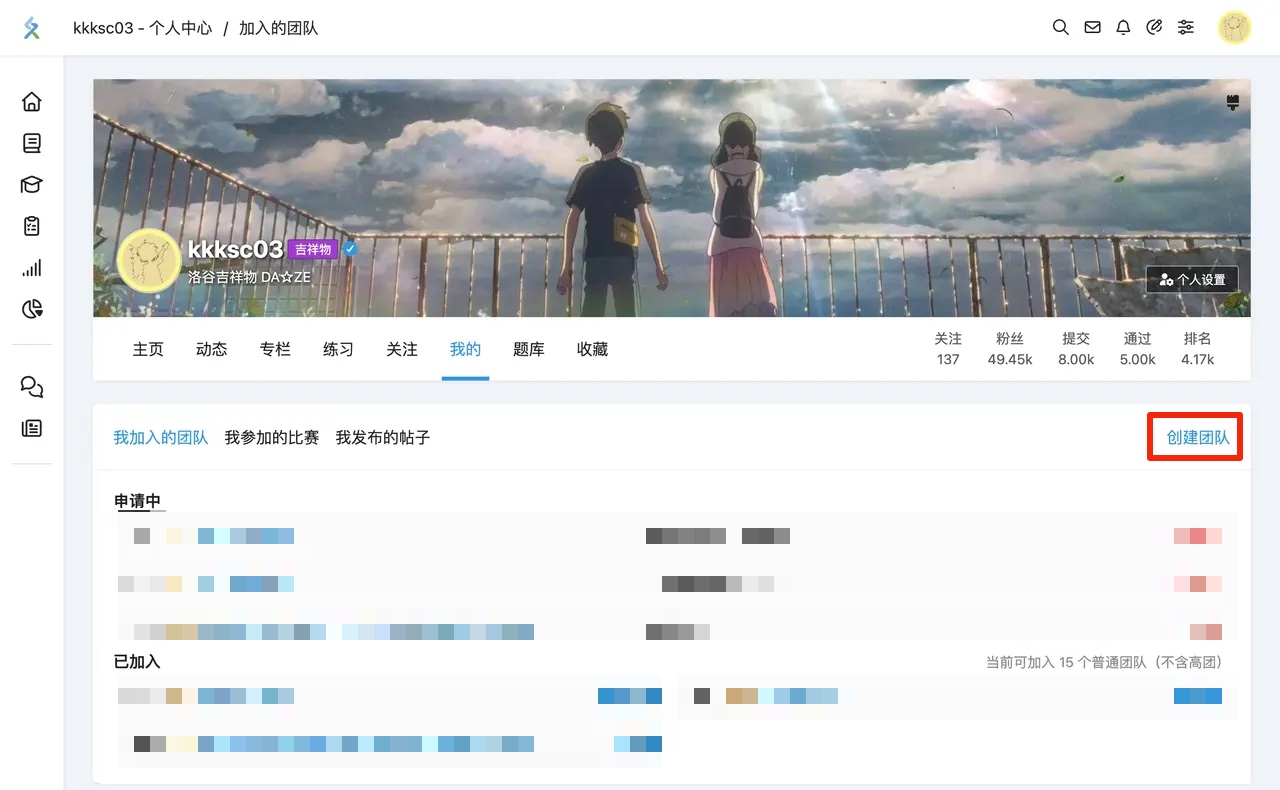 kkksc03 - 个人中心 / 加入的团队
kkksc03 吉祥物
洛谷吉祥物 DA☆ZE
个人设置
主页 动态 专栏 练习 关注 我的 题库 收藏
关注 粉丝 提交 通过 排名
137 49.45k 8.00k 5.00k 4.17k
我加入的团队 我参加的比赛 我发布的帖子 创建团队
申请中
已加入 当前可加入 15 个普通团队（不含高团）